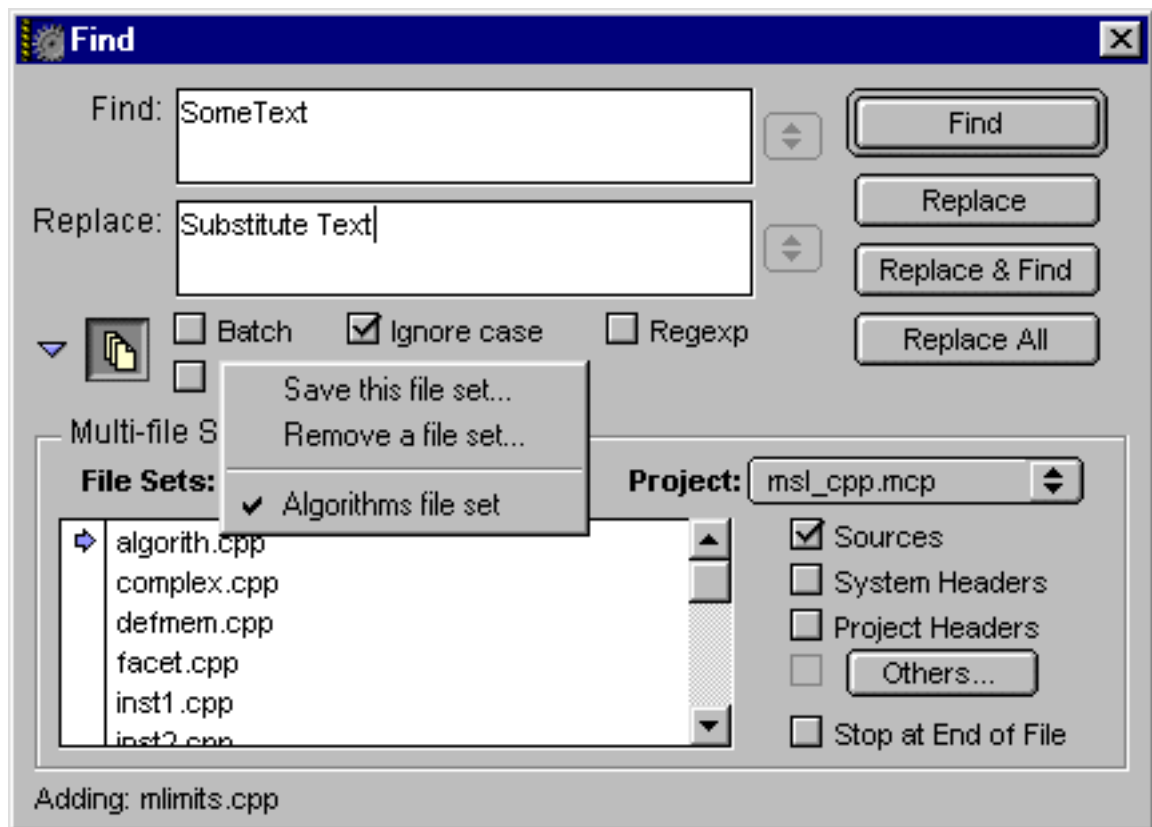 Find
Find: SomeText
Find
Replace: Substitute Text
Replace
Replace & Find
Batch Ignore case Regexp
Replace All
Save this file set...
Remove a file set...
Multi-file S
Algorithms file set
File Sets:
Project: msl_cpp.mcp
algorith.cpp
complex.cpp
defmem.cpp
facet.cpp
inst1.cpp
inst2.cpp
Sources
System Headers
Project Headers
Others...
Stop at End of File
Adding: mlimits.cpp